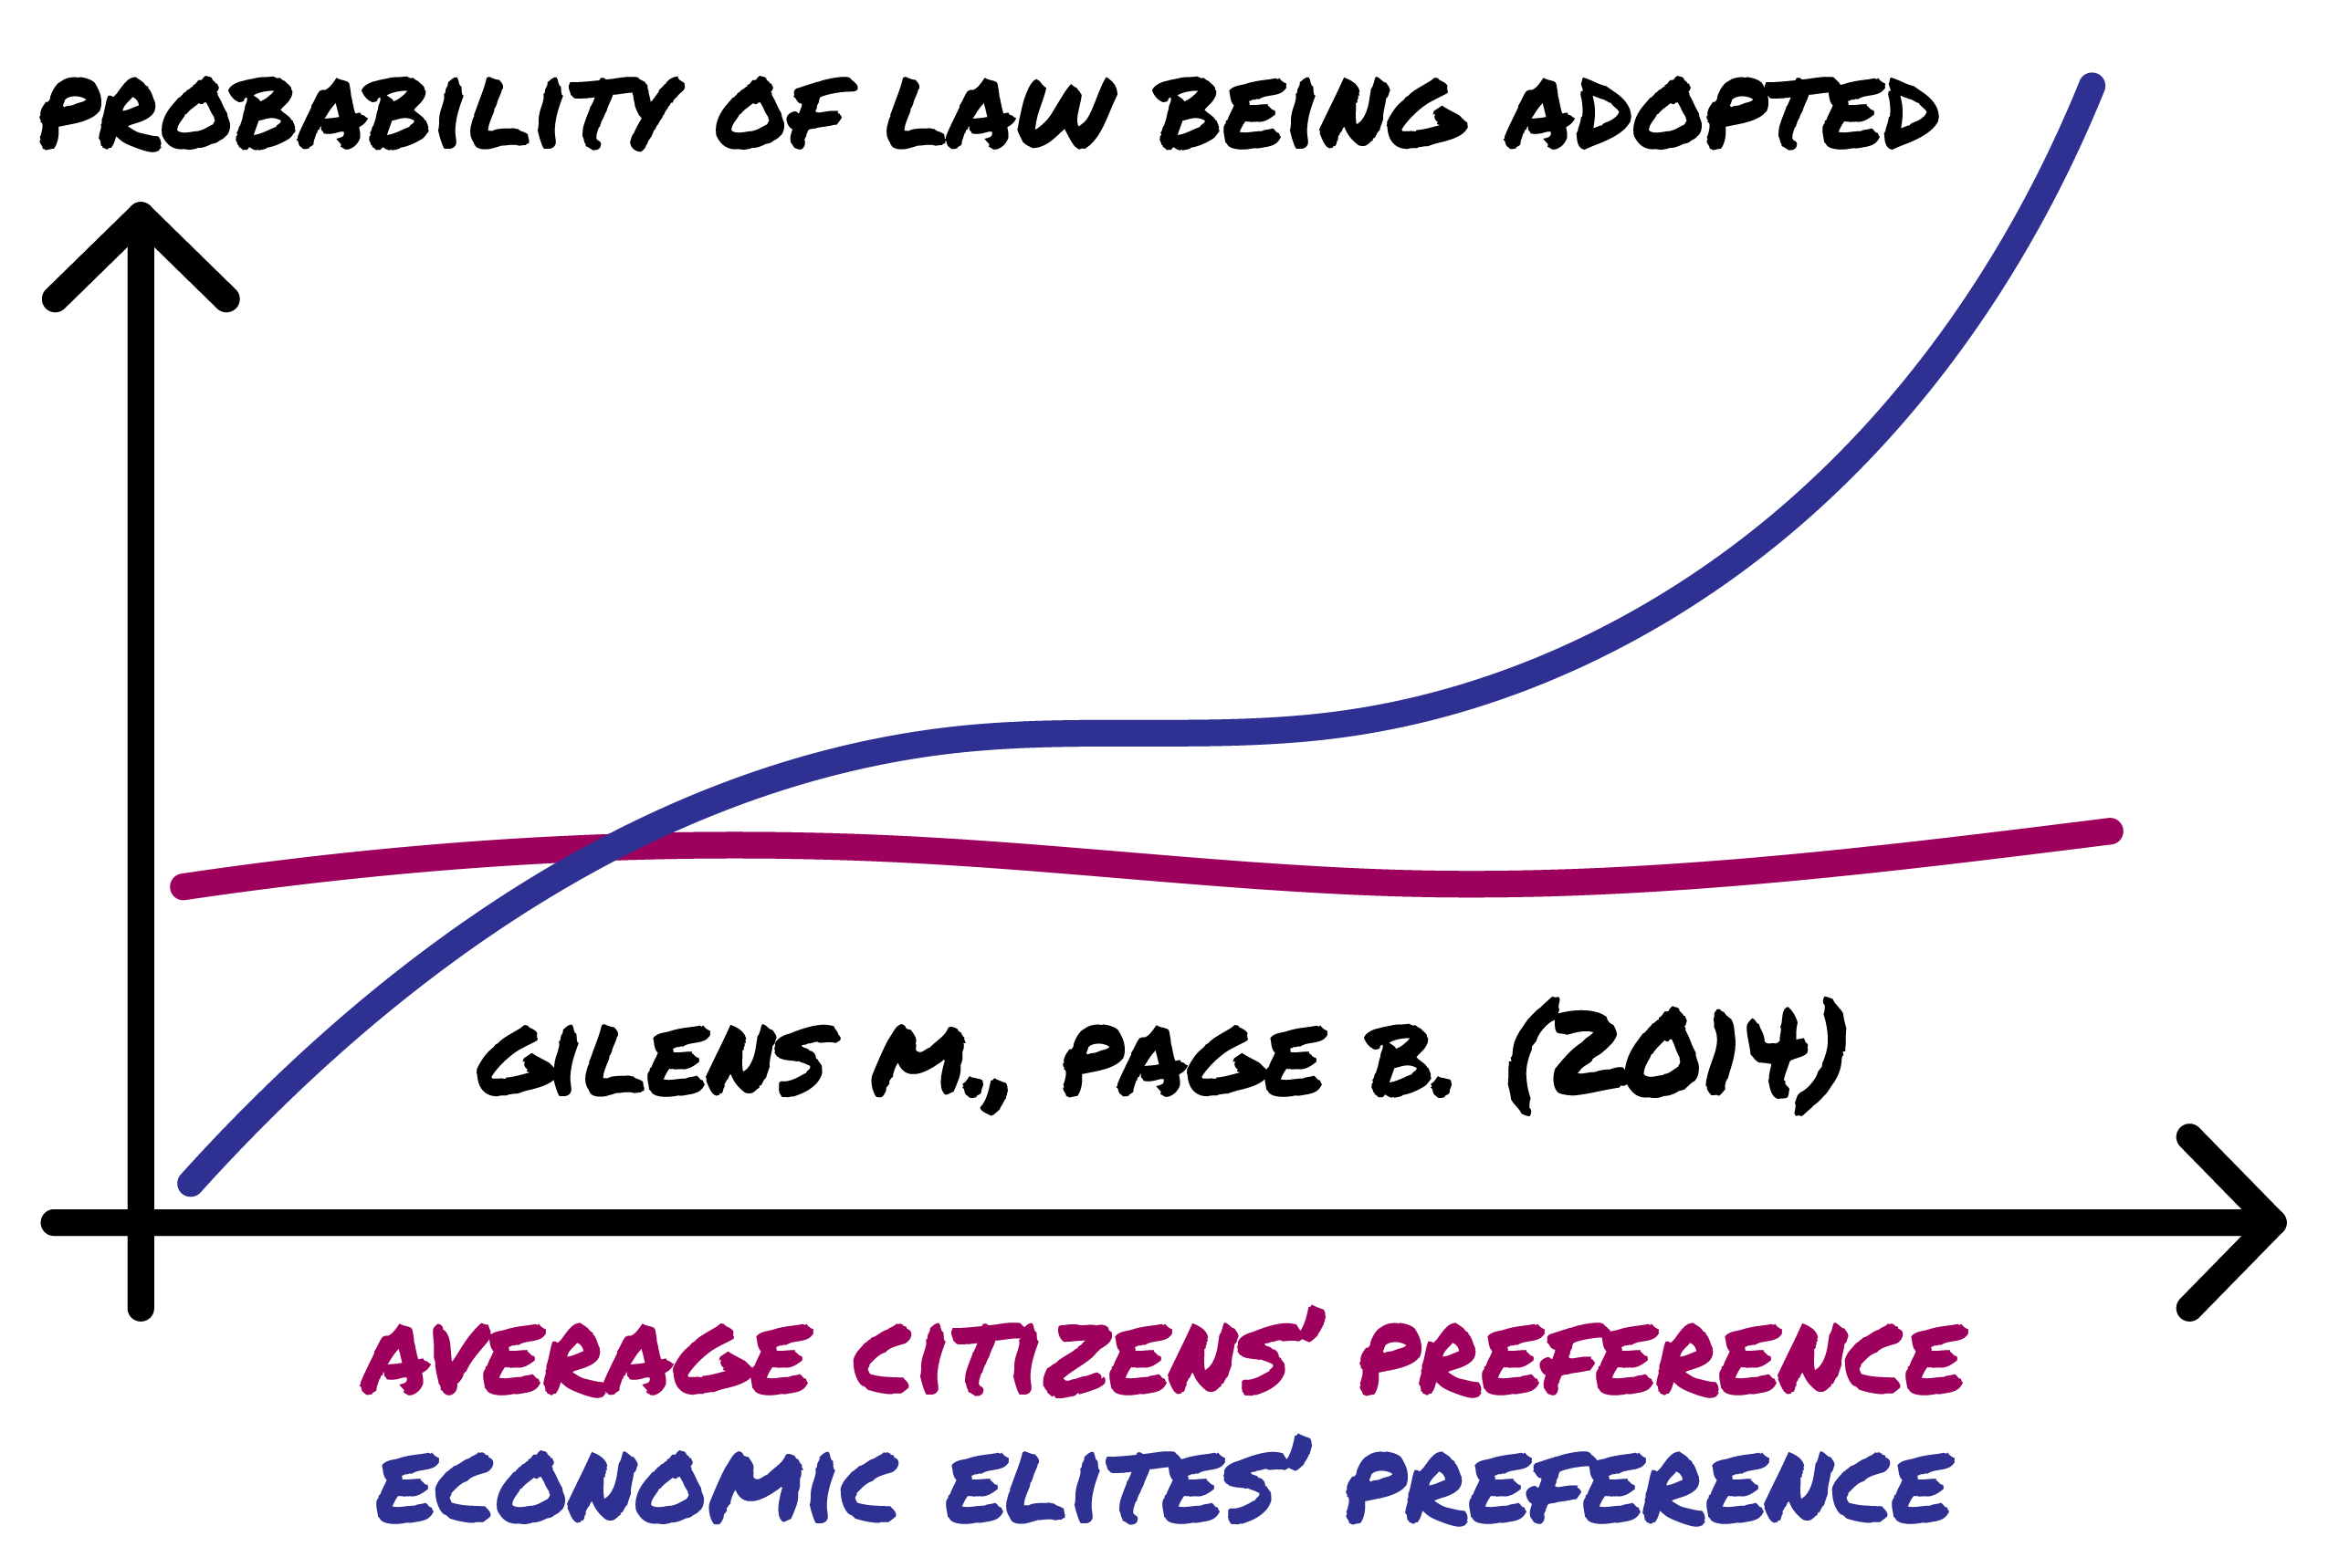 PROBABILITY OF LAW BEING ADOPTED
GILENS M., PAGE B. (2014)
AVERAGE CITIZENS' PREFERENCE
ECONOMIC ELITES' PREFERENCE